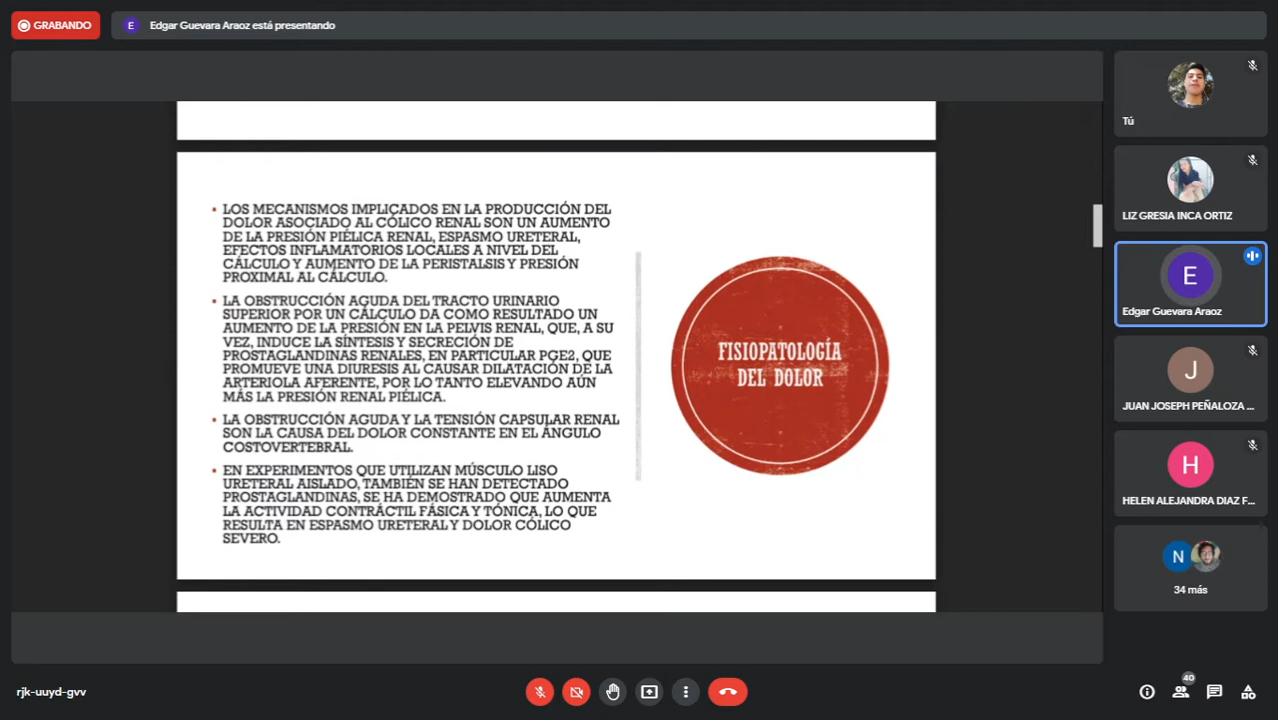 GRABANDO
E
Edgar Guevara Araoz está presentando
LOS MECANISMOS IMPLICADOS EN LA PRODUCCIÓN DEL
DOLOR ASOCIADO AL CÓLICO RENAL SON UN AUMENTO
DE LA PRESIÓN PIÉLICA RENAL, ESPASMO URETERAL,
EFECTOS INFLAMATORIOS LOCALES A NIVEL DEL
CÁLCULO Y AUMENTO DE LA PERISTALSIS Y PRESIÓN
PROXIMAL AL CÁLCULO.
LA OBSTRUCCIÓN AGUDA DEL TRACTO URINARIO
SUPERIOR POR UN CÁLCULO DA COMO RESULTADO UN
AUMENTO DE LA PRESIÓN EN LA PELVIS RENAL, QUE, A SU
VEZ, INDUCE LA SÍNTESIS Y SECRECIÓN DE
PROSTAGLANDINAS RENALES, EN PARTICULAR PGE2, QUE
PROMUEVE UNA DIURESIS AL CAUSAR DILATACIÓN DE LA
ARTERIOLA AFERENTE, POR LO TANTO ELEVANDO AÚN
MÁS LA PRESIÓN RENAL PIÉLICA.
LA OBSTRUCCIÓN AGUDA Y LA TENSIÓN CAPSULAR RENAL
SON LA CAUSA DEL DOLOR CONSTANTE EN EL ÁNGULO
COSTOVERTEBRAL.
EN EXPERIMENTOS QUE UTILIZAN MÚSCULO LISO
URETERAL AISLADO, TAMBIÉN SE HAN DETECTADO
PROSTAGLANDINAS, SE HA DEMOSTRADO QUE AUMENTA
LA ACTIVIDAD CONTRÁCTIL FÁSICA Y TÓNICA, LO QUE
RESULTA EN ESPASMO URETERAL Y DOLOR CÓLICO
SEVERO.
FISIOPATOLOGÍA
DEL DOLOR
Tú
LIZ GRESIA INCA ORTIZ
E
Edgar Guevara Araoz
J
JUAN JOSEPH PEÑALOZA ...
H
HELEN ALEJANDRA DIAZ F...
N
34 más
rjk-uuyd-gvv
40